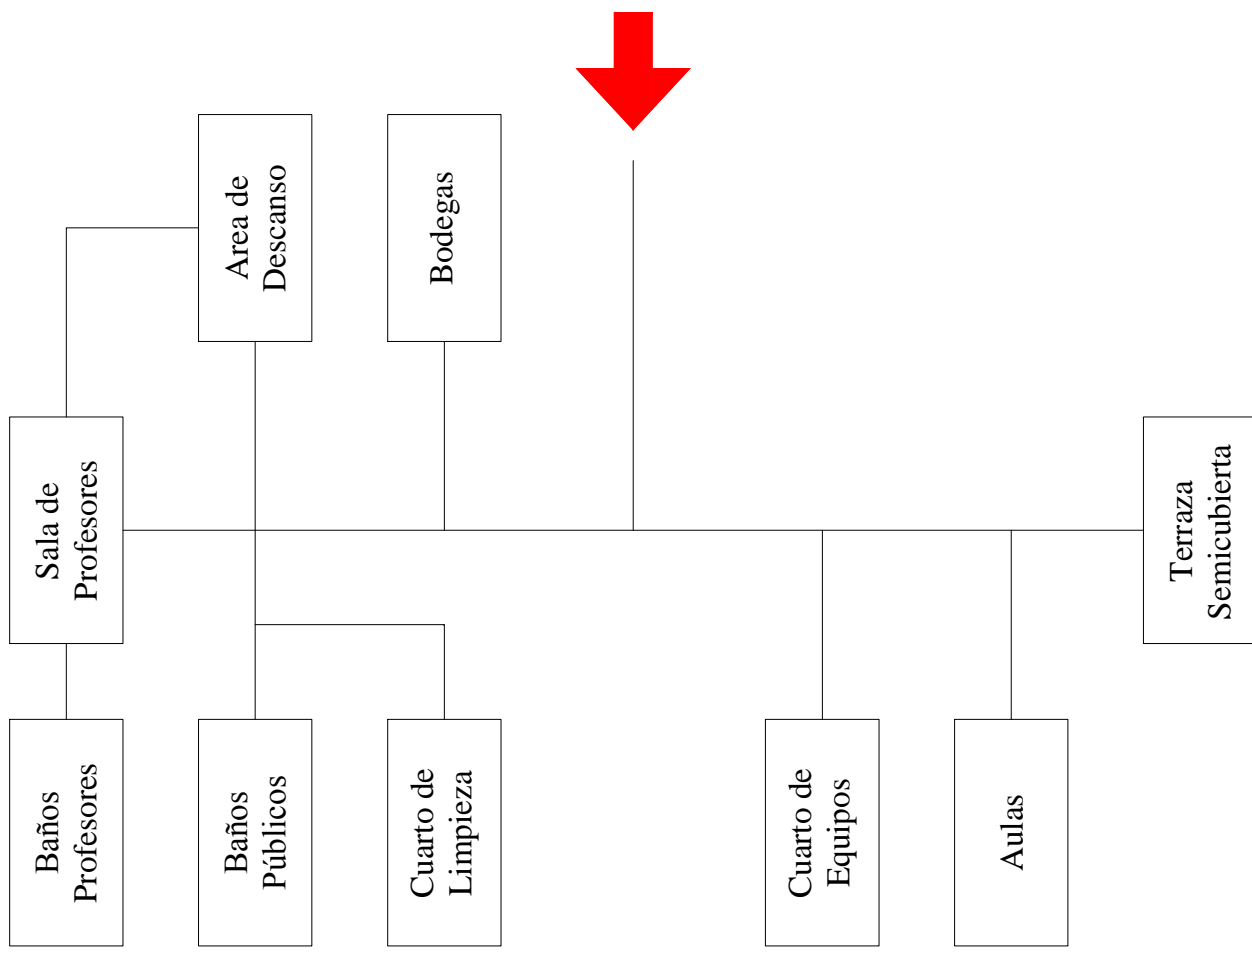 Baños
Profesores
Sala de
Profesores
Baños
Públicos
Area de
Descanso
Cuarto de
Limpieza
Bodegas
Cuarto de
Equipos
Aulas
Terraza
Semicubierta